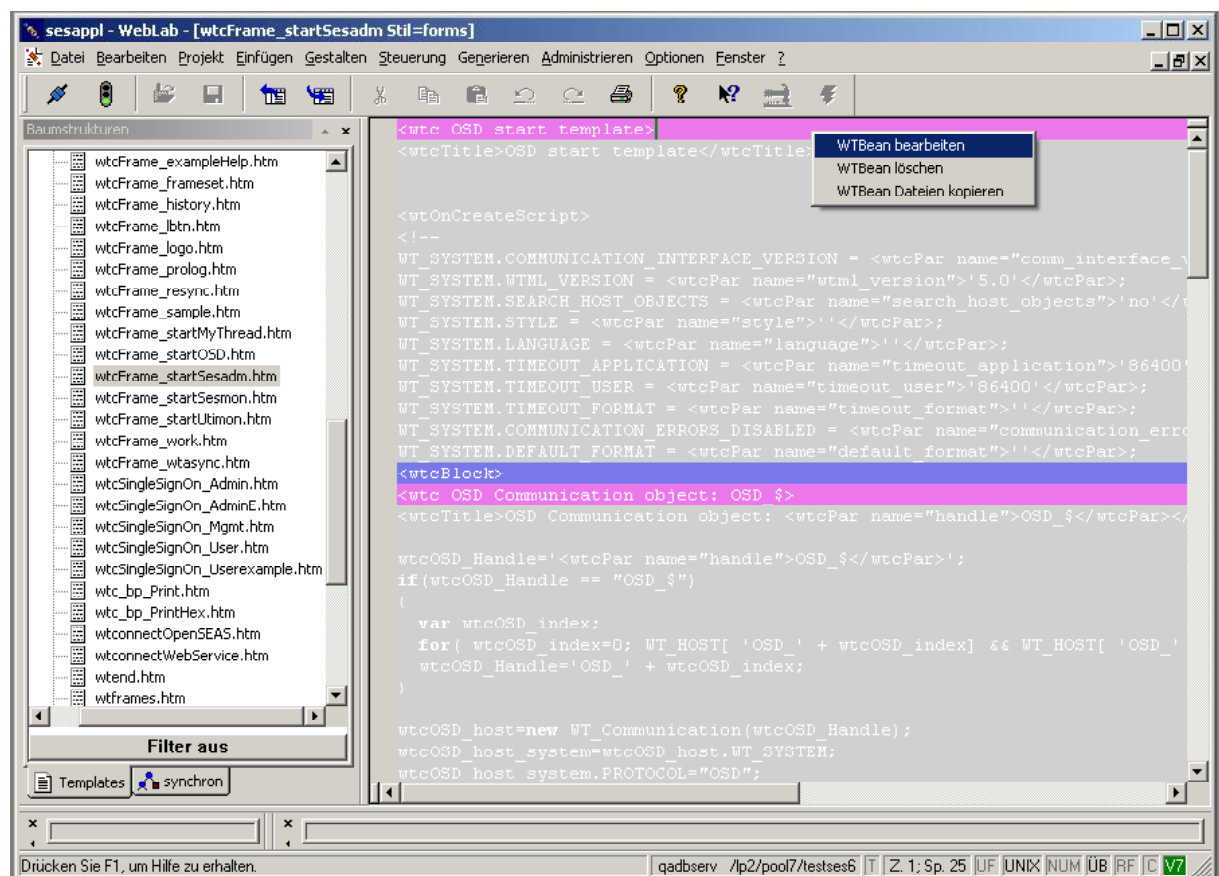 sesappl - WebLab - [wtcFrame_startSesadm Stil=forms]
Datei Bearbeiten Projekt Einfügen Gestalten Steuerung Generieren Administrieren Optionen Fenster ?
Baumstrukturen
wtcFrame_exampleHelp.htm
wtcFrame_frameset.htm
wtcFrame_history.htm
wtcFrame_lbtn.htm
wtcFrame_logo.htm
wtcFrame_prolog.htm
wtcFrame_resync.htm
wtcFrame_sample.htm
wtcFrame_startMyThread.htm
wtcFrame_startOSD.htm
wtcFrame_startSesadm.htm
wtcFrame_startSesmon.htm
wtcFrame_startUtimon.htm
wtcFrame_work.htm
wtcFrame_wtasync.htm
wtcSingleSignOn_Admin.htm
wtcSingleSignOn_AdminE.htm
wtcSingleSignOn_Mgmt.htm
wtcSingleSignOn_User.htm
wtcSingleSignOn_Userexample.htm
wtc_bp_Print.htm
wtc_bp_PrintHex.htm
wtconnectOpenSEAS.htm
wtconnectWebService.htm
wtend.htm
wtframes.htm
Filter aus
Templates synchron
<wtc OSD start template>
<wtcTitle>OSD start template</wtcTitle>
WTBean bearbeiten
WTBean löschen
WTBean Dateien kopieren
<wtOnCreateScript>
<!--
WT_SYSTEM.COMMUNICATION_INTERFACE_VERSION = <wtcPar name="comm_interface_v
WT_SYSTEM.WTML_VERSION = <wtcPar name="wtml_version">'5.0'</wtcPar>;
WT_SYSTEM.SEARCH_HOST_OBJECTS = <wtcPar name="search_host_objects">'no'</w
WT_SYSTEM.STYLE = <wtcPar name="style">''</wtcPar>;
WT_SYSTEM.LANGUAGE = <wtcPar name="language">''</wtcPar>;
WT_SYSTEM.TIMEOUT_APPLICATION = <wtcPar name="timeout_application">'86400'
WT_SYSTEM.TIMEOUT_USER = <wtcPar name="timeout_user">'86400'</wtcPar>;
WT_SYSTEM.TIMEOUT_FORMAT = <wtcPar name="timeout_format">''</wtcPar>;
WT_SYSTEM.COMMUNICATION_ERRORS_DISABLED = <wtcPar name="communication_erro
WT_SYSTEM.DEFAULT_FORMAT = <wtcPar name="default_format">''</wtcPar>;
<wtcBlock>
<wtc OSD Communication object: OSD_$>
<wtcTitle>OSD Communication object: <wtcPar name="handle">OSD_$</wtcPar></
wtcOSD_Handle='<wtcPar name="handle">OSD_$</wtcPar>';
if(wtcOSD_Handle == "OSD_$")
{
var wtcOSD_index;
for( wtcOSD_index=0; WT_HOST[ 'OSD_' + wtcOSD_index] && WT_HOST[ 'OSD_'
wtcOSD_Handle='OSD_' + wtcOSD_index;
}
wtcOSD_host=new WT_Communication(wtcOSD_Handle);
wtcOSD_host_system=wtcOSD_host.WT_SYSTEM;
wtcOSD_host_system.PROTOCOL="OSD";
Drücken Sie F1, um Hilfe zu erhalten.
qadbserv /lp2/pool7/testses6 T Z. 1; Sp. 25 UF UNIX NUM ÜB RF C V7